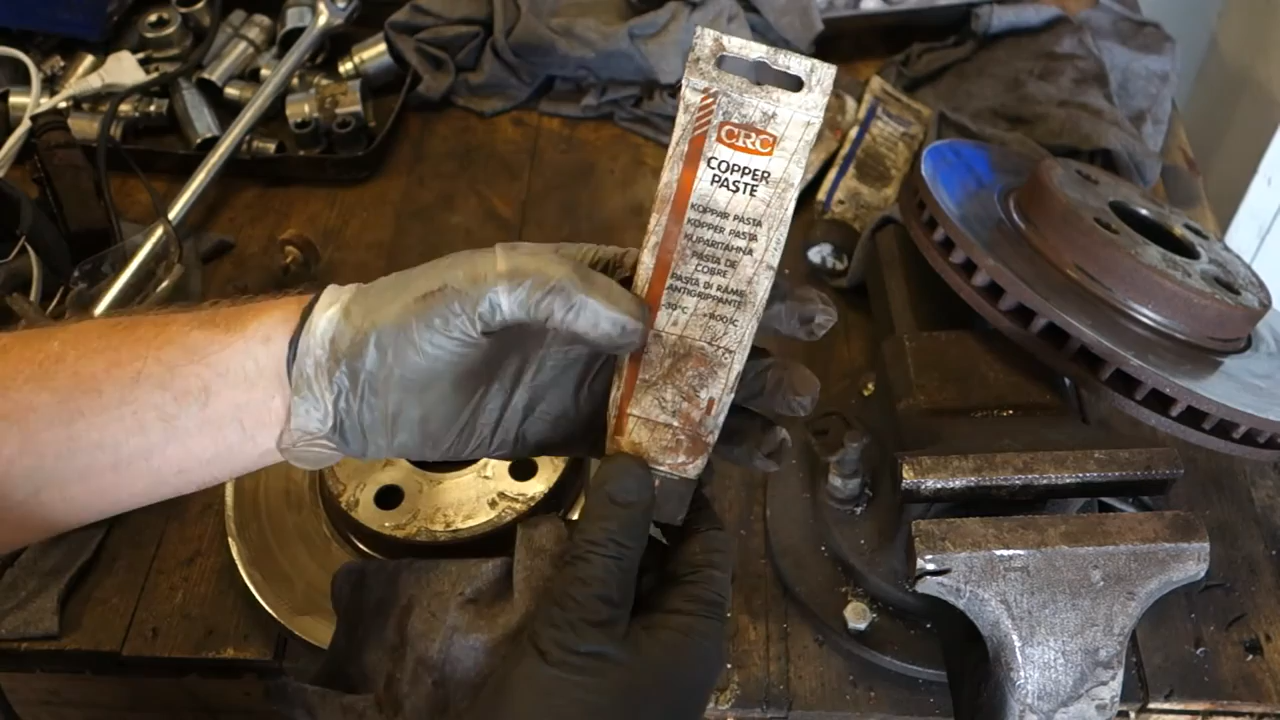 CRC
COPPER
PASTE
KOPPAR PASTA
KOPPER PASTA
KUPARITAHNA
PASTA DE
COBRE
PASTA DI RAME
ANTIGRIPPANTE
-30°C +1100°C